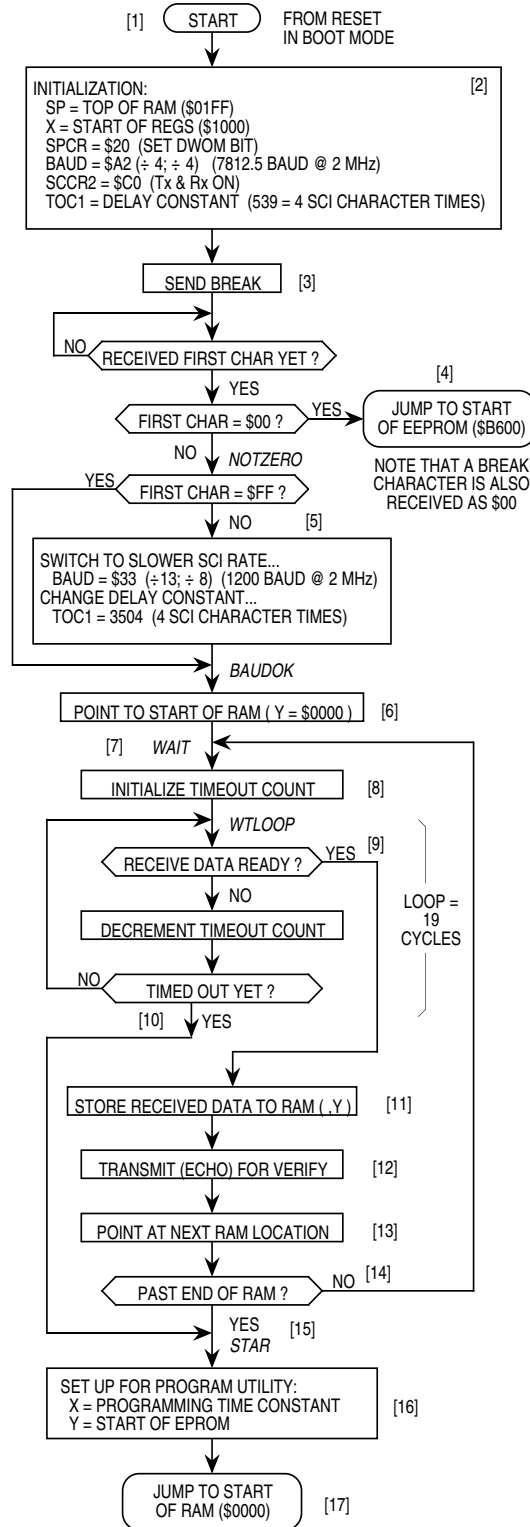 [1] START
FROM RESET
IN BOOT MODE
INITIALIZATION: [2]
SP = TOP OF RAM ($01FF)
X = START OF REGS ($1000)
SPCR = $20 (SET DWOM BIT)
BAUD = $A2 (÷ 4; ÷ 4) (7812.5 BAUD @ 2 MHz)
SCCR2 = $C0 (Tx & Rx ON)
TOC1 = DELAY CONSTANT (539 = 4 SCI CHARACTER TIMES)
SEND BREAK [3]
NO RECEIVED FIRST CHAR YET ?
YES
[4]
FIRST CHAR = $00 ? YES
JUMP TO START
OF EEPROM ($B600)
NOTE THAT A BREAK
CHARACTER IS ALSO
RECEIVED AS $00
NO NOTZERO
YES FIRST CHAR = $FF ?
NO [5]
SWITCH TO SLOWER SCI RATE...
BAUD = $33 (÷13; ÷ 8) (1200 BAUD @ 2 MHz)
CHANGE DELAY CONSTANT...
TOC1 = 3504 (4 SCI CHARACTER TIMES)
BAUDOK
POINT TO START OF RAM ( Y = $0000 ) [6]
[7] WAIT
INITIALIZE TIMEOUT COUNT [8]
WTLOOP
RECEIVE DATA READY ? YES [9]
NO
LOOP =
19
CYCLES
DECREMENT TIMEOUT COUNT
NO TIMED OUT YET ?
[10] YES
STORE RECEIVED DATA TO RAM ( ,Y ) [11]
TRANSMIT (ECHO) FOR VERIFY [12]
POINT AT NEXT RAM LOCATION [13]
PAST END OF RAM ? NO [14]
YES [15]
STAR
SET UP FOR PROGRAM UTILITY:
X = PROGRAMMING TIME CONSTANT
Y = START OF EPROM
[16]
JUMP TO START
OF RAM ($0000)
[17]